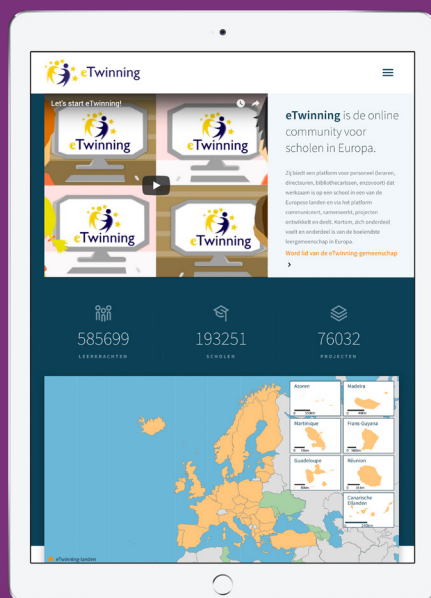 eTwinning
Let's start eTwinning!
eTwinning
eTwinning
eTwinning
eTwinning
eTwinning is de online
community voor
scholen in Europa.
Zij biedt een platform voor personeel (leraren,
directeuren, bibliothecarissen, enzovoort) dat
werkzaam is op een school in een van de
Europese landen en via het platform
communiceert, samenwerkt, projecten
ontwikkelt en deelt. Kortom, zich onderdeel
voelt en onderdeel is van de boeiendste
leergemeenschap in Europa.
Word lid van de eTwinning-gemeenschap
585699
193251
76032
LEERKRACHTEN
SCHOLEN
PROJECTEN
Azoren
Madeira
Martinique
Frans-Guyana
Guadeloupe
Réunion
Canarische
Eilanden
eTwinning-landen